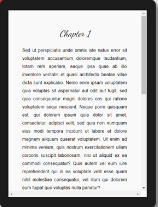 Chapter 1
Sed ut perspiciatis unde omnis iste natus error sit
voluptatem accusantium doloremque laudantium,
totam rem aperiam, eaque ipsa quae ab illo
inventore veritatis et quasi architecto beatae vitae
dicta sunt explicabo. Nemo enim ipsam voluptatem
quia voluptas sit aspernatur aut odit aut fugit, sed
quia consequuntur magni dolores eos qui ratione
voluptatem sequi nesciunt. Neque porro quisquam
est, qui dolorem ipsum quia dolor sit amet,
consectetur, adipisci velit, sed quia non numquam
eius modi tempora incidunt ut labore et dolore
magnam aliquam quaerat voluptatem. Ut enim ad
minima veniam, quis nostrum exercitationem ullam
corporis suscipit laboriosam, nisi ut aliquid ex ea
commodi consequatur? Quis autem vel eum iure
reprehenderit qui in ea voluptate velit esse quam
nihil molestiae consequatur, vel illum qui dolorem
eum fugiat quo voluptas nulla pariatur?